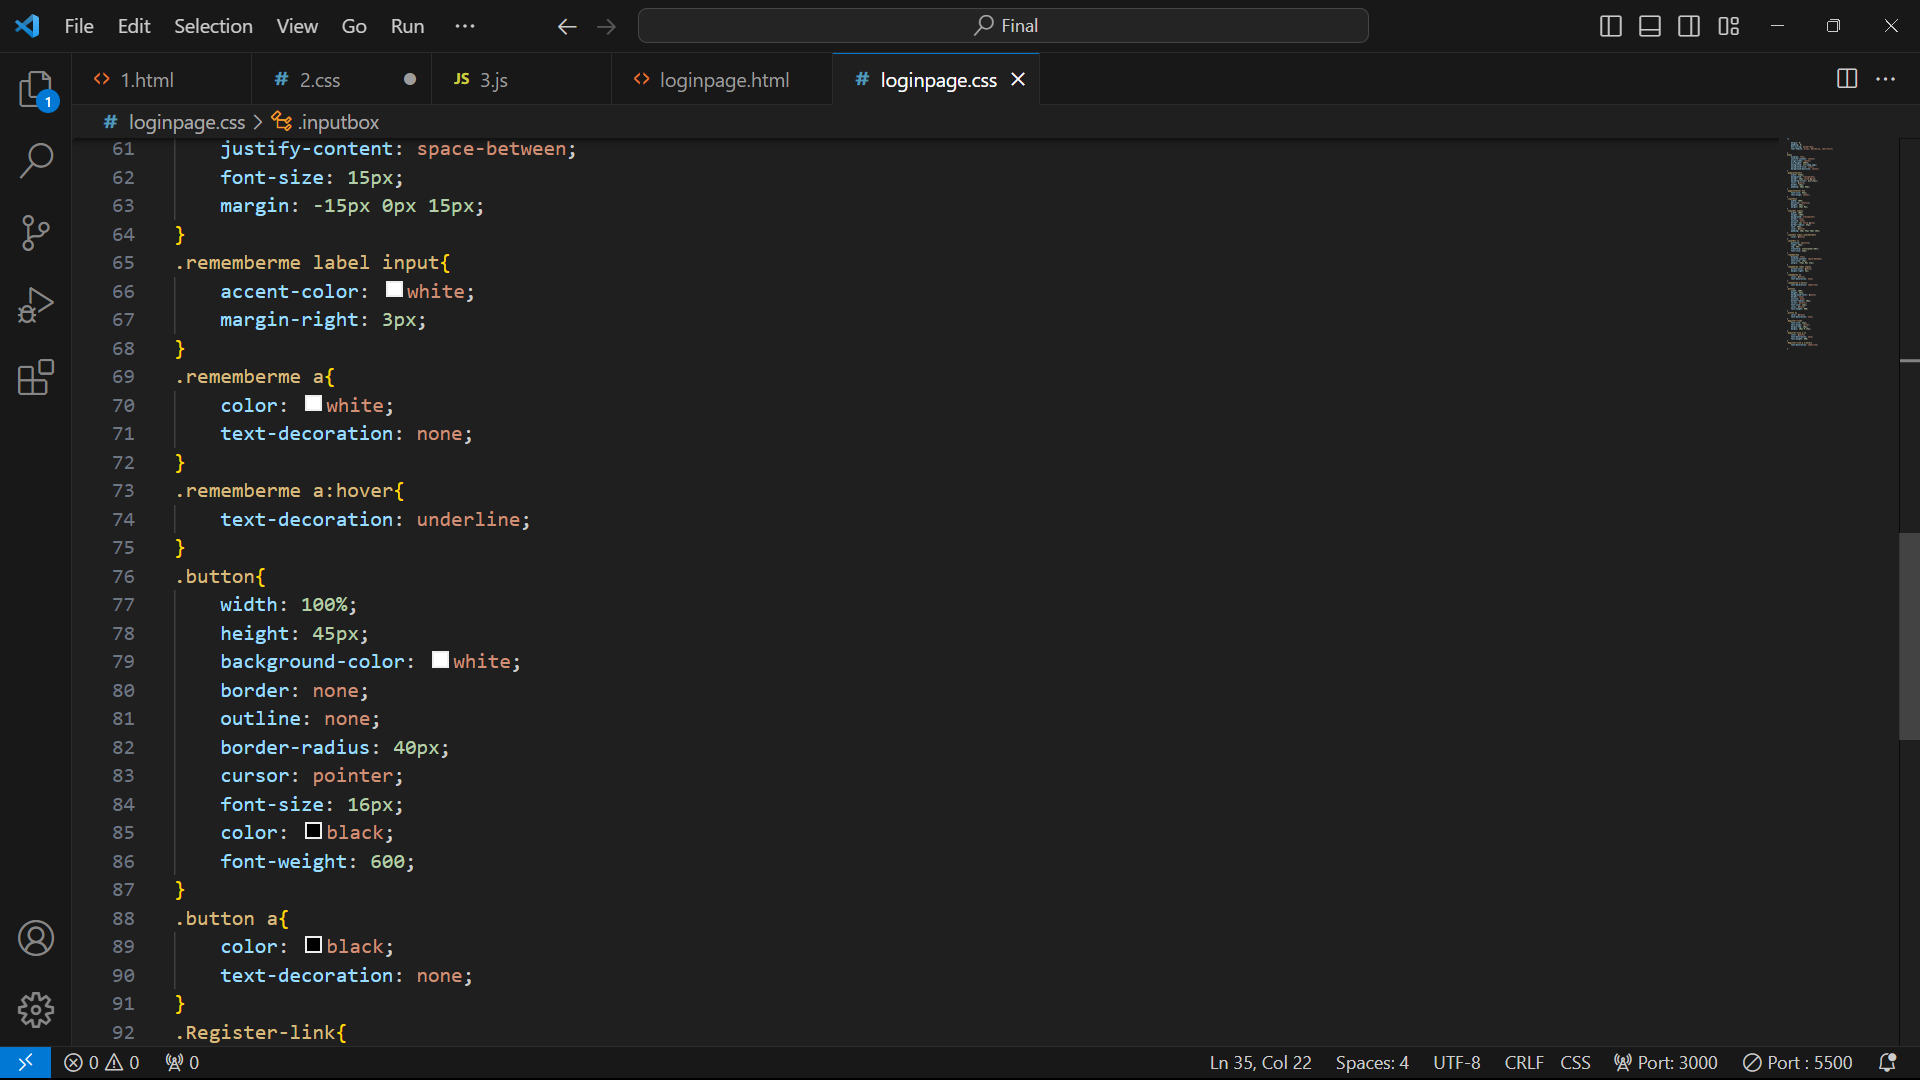 File Edit Selection View Go Run ··· Final
1.html 2.css JS 3.js loginpage.html # loginpage.css
# loginpage.css > .inputbox
61 justify-content: space-between;
62 font-size: 15px;
63 margin: -15px 0px 15px;
64 }
65 .rememberme label input{
66 accent-color: white;
67 margin-right: 3px;
68 }
69 .rememberme a{
70 color: white;
71 text-decoration: none;
72 }
73 .rememberme a:hover{
74 text-decoration: underline;
75 }
76 .button{
77 width: 100%;
78 height: 45px;
79 background-color: white;
80 border: none;
81 outline: none;
82 border-radius: 40px;
83 cursor: pointer;
84 font-size: 16px;
85 color: black;
86 font-weight: 600;
87 }
88 .button a{
89 color: black;
90 text-decoration: none;
91 }
92 .Register-link{
0 0 0 Ln 35, Col 22 Spaces: 4 UTF-8 CRLF CSS Port: 3000 Port : 5500
1